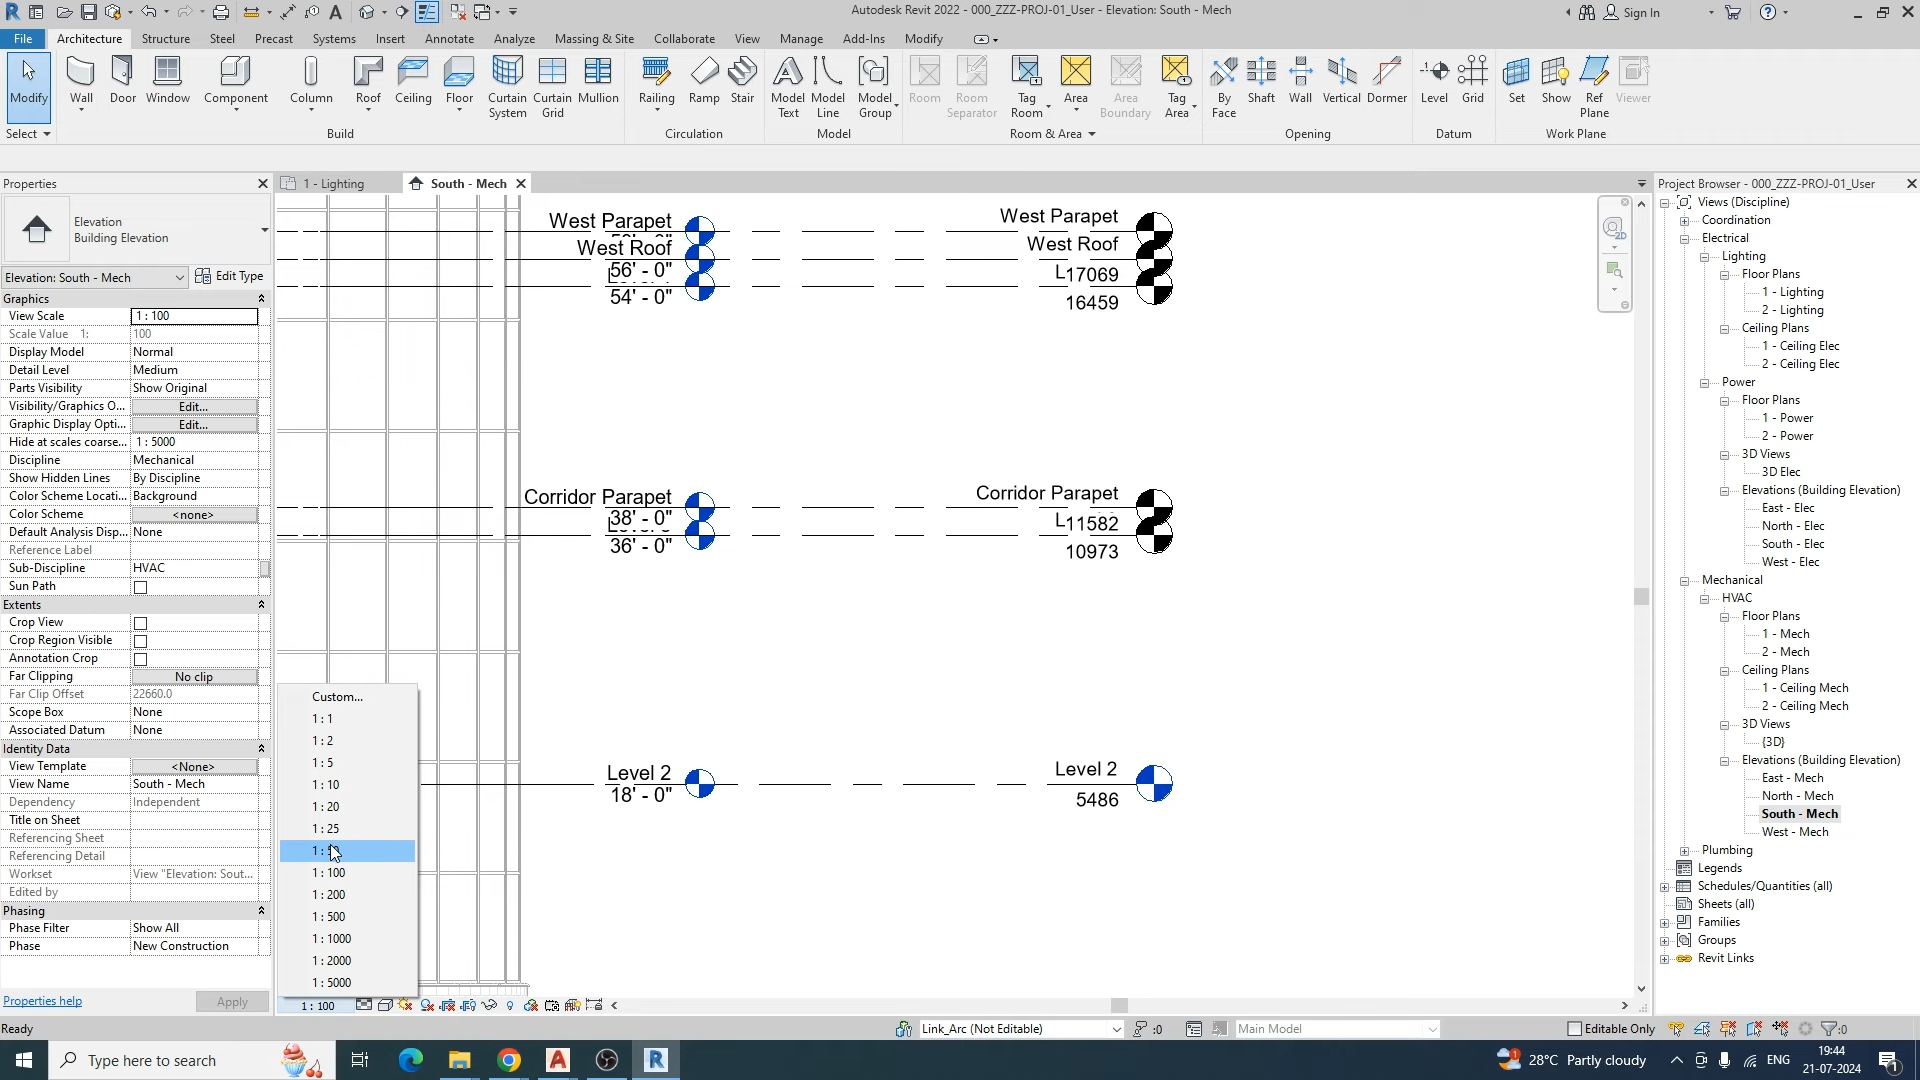 Autodesk Revit 2022 - 000_ZZZ-PROJ-01_User - Elevation: South - Mech
Sign In
File Architecture Structure Steel Precast Systems Insert Annotate Analyze Massing & Site Collaborate View Manage Add-Ins Modify
Modify Wall Door Window Component Column Roof Ceiling Floor Curtain System Curtain Grid Mullion Railing Ramp Stair Model Text Model Line Model Group Room Room Separator Tag Room Area Area Boundary Tag Area By Face Shaft Wall Vertical Dormer Level Grid Set Show Ref Plane Viewer
Select Build Circulation Model Room & Area Opening Datum Work Plane
Properties
Elevation
Building Elevation
Elevation: South - Mech Edit Type
Graphics
View Scale 1 : 100
Scale Value 1: 100
Display Model Normal
Detail Level Medium
Parts Visibility Show Original
Visibility/Graphics O... Edit...
Graphic Display Opti... Edit...
Hide at scales coarse... 1 : 5000
Discipline Mechanical
Show Hidden Lines By Discipline
Color Scheme Locati... Background
Color Scheme <none>
Default Analysis Disp... None
Reference Label
Sub-Discipline HVAC
Sun Path
Extents
Crop View
Crop Region Visible
Annotation Crop
Far Clipping No clip
Far Clip Offset 22660.0
Scope Box None
Associated Datum None
Identity Data
View Template <None>
View Name South - Mech
Dependency Independent
Title on Sheet
Referencing Sheet
Referencing Detail
Workset View "Elevation: Sout...
Edited by
Phasing
Phase Filter Show All
Phase New Construction
Properties help Apply
1 - Lighting South - Mech
West Parapet West Parapet
West Roof West Roof
56' - 0" 17069
54' - 0" 16459
Corridor Parapet Corridor Parapet
38' - 0" 11582
36' - 0" 10973
Level 2 Level 2
18' - 0" 5486
Custom...
1 : 1
1 : 2
1 : 5
1 : 10
1 : 20
1 : 25
1 : 50
1 : 100
1 : 200
1 : 500
1 : 1000
1 : 2000
1 : 5000
1 : 100
2D
Project Browser - 000_ZZZ-PROJ-01_User
Views (Discipline)
Coordination
Electrical
Lighting
Floor Plans
1 - Lighting
2 - Lighting
Ceiling Plans
1 - Ceiling Elec
2 - Ceiling Elec
Power
Floor Plans
1 - Power
2 - Power
3D Views
3D Elec
Elevations (Building Elevation)
East - Elec
North - Elec
South - Elec
West - Elec
Mechanical
HVAC
Floor Plans
1 - Mech
2 - Mech
Ceiling Plans
1 - Ceiling Mech
2 - Ceiling Mech
3D Views
{3D}
Elevations (Building Elevation)
East - Mech
North - Mech
South - Mech
West - Mech
Plumbing
Legends
Schedules/Quantities (all)
Sheets (all)
Families
Groups
Revit Links
Ready Link_Arc (Not Editable) :0 Main Model Editable Only :0
Type here to search 28°C Partly cloudy ENG 19:44
21-07-2024 1